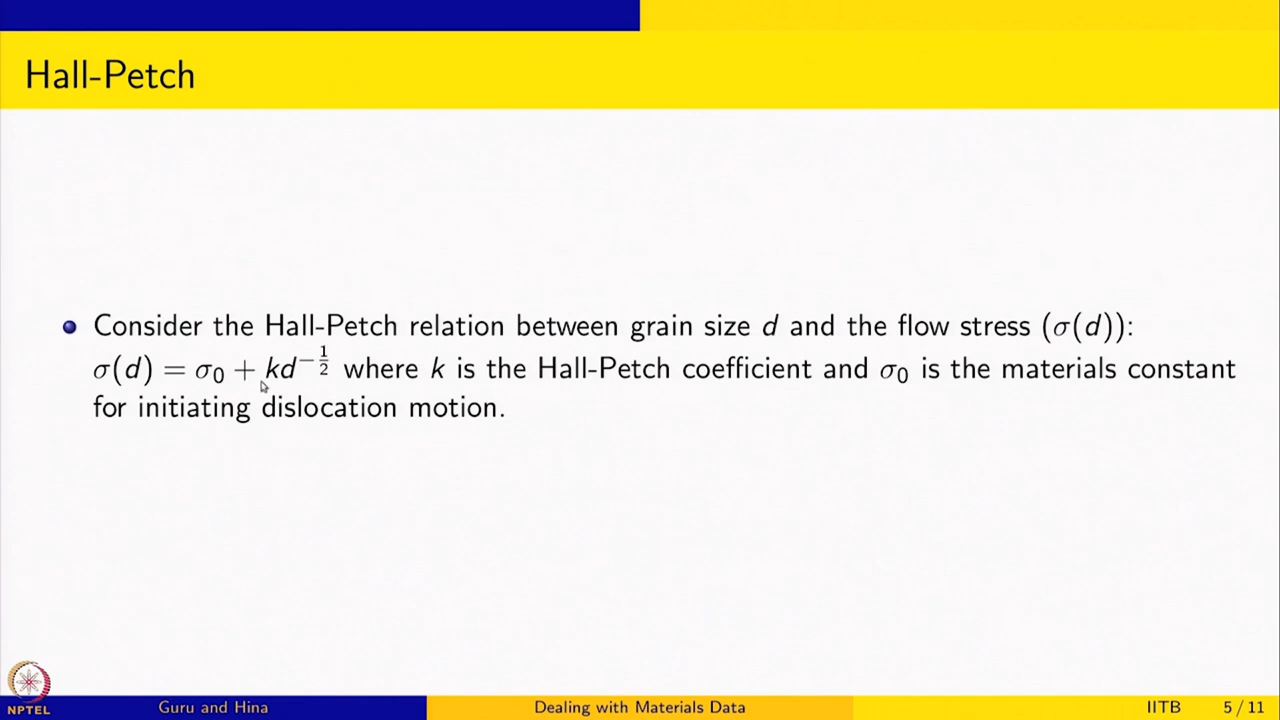 Hall-Petch
Consider the Hall-Petch relation between grain size d and the flow stress (σ(d)):
σ(d) = σ₀ + kd^{-1/2} where k is the Hall-Petch coefficient and σ₀ is the materials constant
for initiating dislocation motion.
NPTEL
Guru and Hina
Dealing with Materials Data
IITB
5 / 11